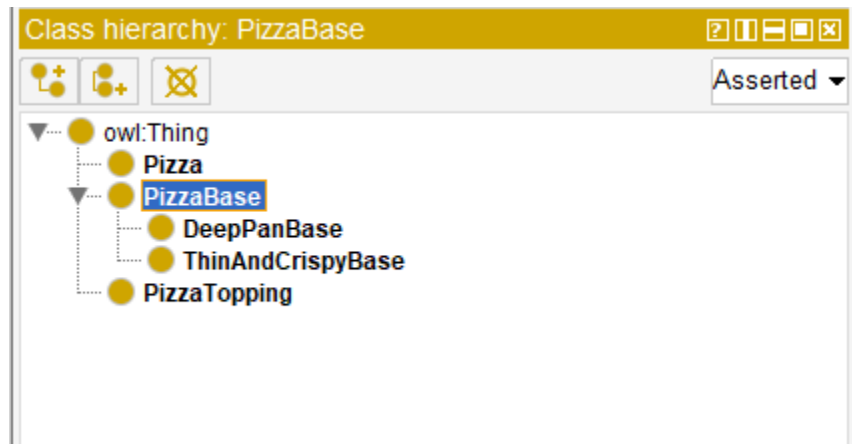 Class hierarchy: PizzaBase
Asserted
owl:Thing
Pizza
PizzaBase
DeepPanBase
ThinAndCrispyBase
PizzaTopping